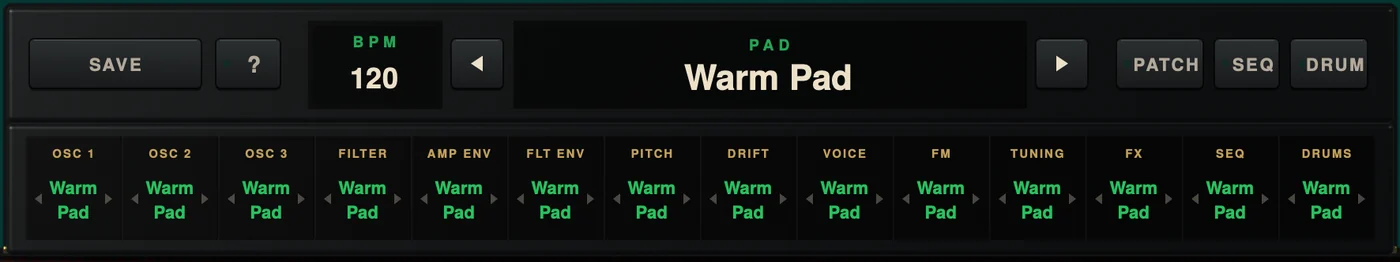 SAVE
?
BPM
120
PAD
Warm Pad
PATCH
SEQ
DRUM
OSC 1
OSC 2
OSC 3
FILTER
AMP ENV
FLT ENV
PITCH
DRIFT
VOICE
FM
TUNING
FX
SEQ
DRUMS
Warm
Pad
Warm
Pad
Warm
Pad
Warm
Pad
Warm
Pad
Warm
Pad
Warm
Pad
Warm
Pad
Warm
Pad
Warm
Pad
Warm
Pad
Warm
Pad
Warm
Pad
Warm
Pad